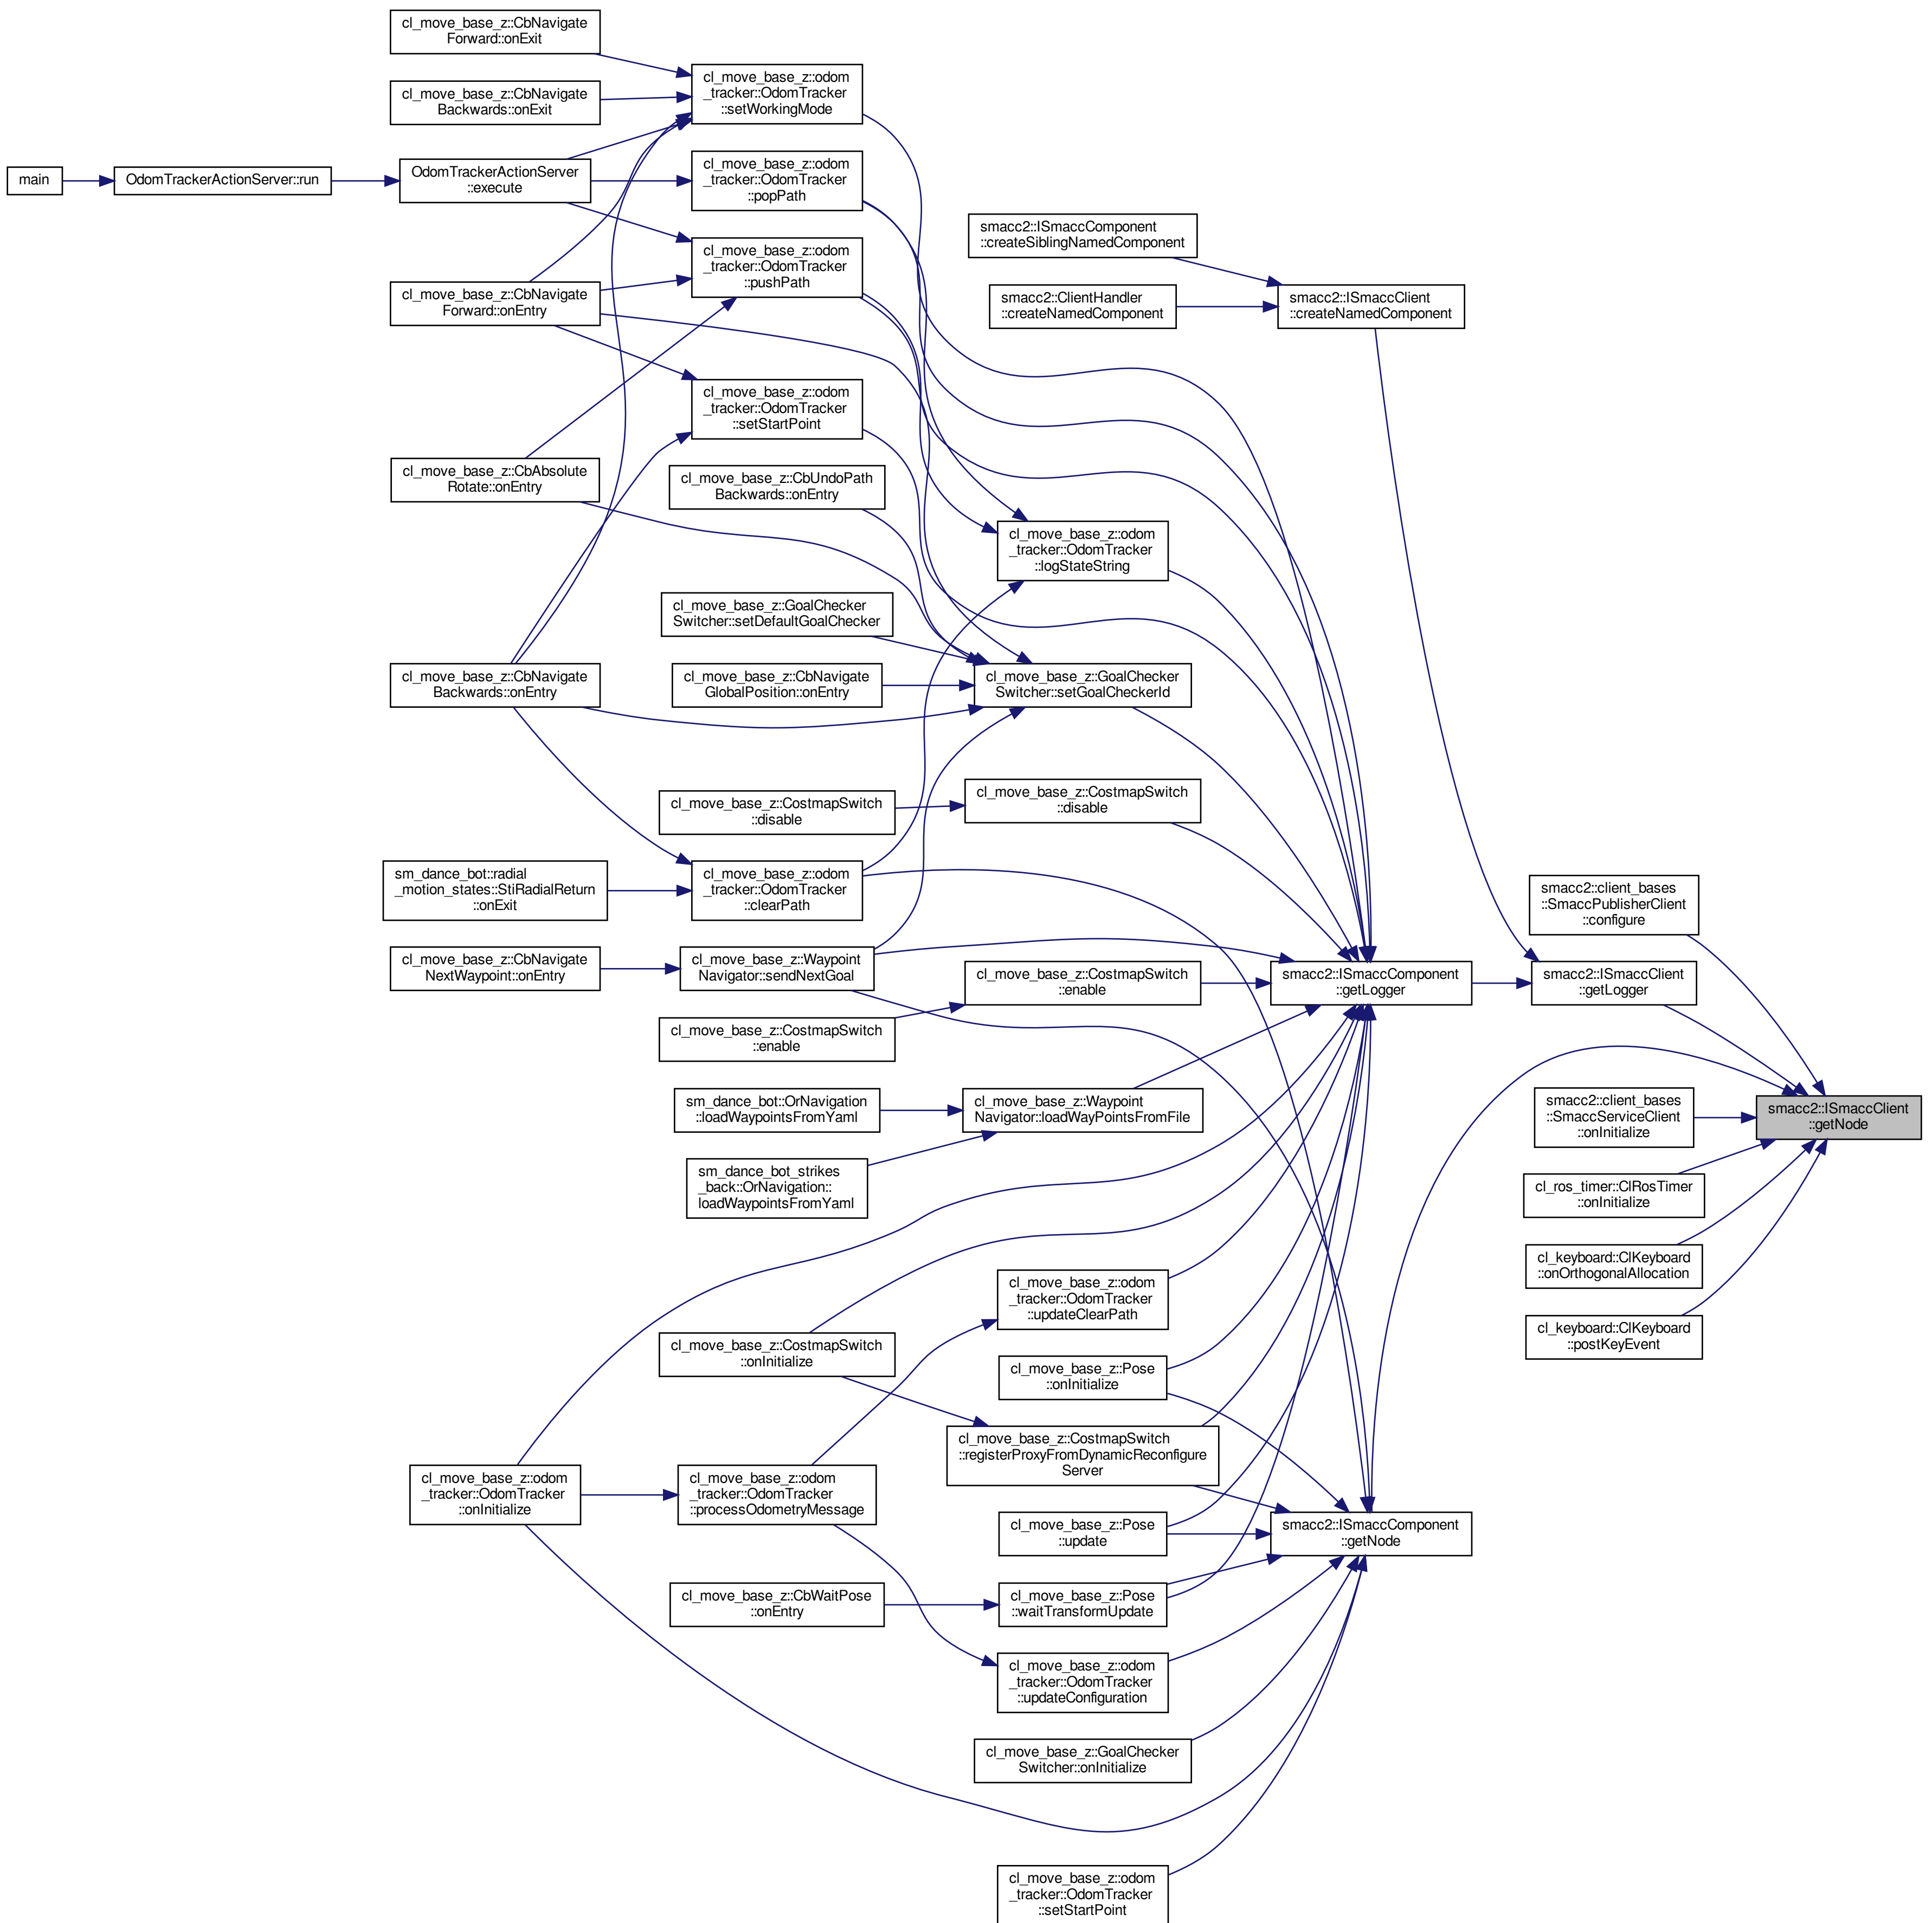 cl_move_base_z::CbNavigate
Forward::onExit
cl_move_base_z::CbNavigate
Backwards::onExit
main
OdomTrackerActionServer::run
OdomTrackerActionServer
::execute
cl_move_base_z::CbNavigate
Forward::onEntry
cl_move_base_z::CbAbsolute
Rotate::onEntry
cl_move_base_z::CbNavigate
Backwards::onEntry
sm_dance_bot::radial
_motion_states::StiRadialReturn
::onExit
cl_move_base_z::CbNavigate
NextWaypoint::onEntry
cl_move_base_z::odom
_tracker::OdomTracker
::onInitialize
cl_move_base_z::odom
_tracker::OdomTracker
::setWorkingMode
cl_move_base_z::odom
_tracker::OdomTracker
::popPath
cl_move_base_z::odom
_tracker::OdomTracker
::pushPath
cl_move_base_z::odom
_tracker::OdomTracker
::setStartPoint
cl_move_base_z::CbUndoPath
Backwards::onEntry
cl_move_base_z::GoalChecker
Switcher::setDefaultGoalChecker
cl_move_base_z::CbNavigate
GlobalPosition::onEntry
cl_move_base_z::CostmapSwitch
::disable
cl_move_base_z::odom
_tracker::OdomTracker
::clearPath
cl_move_base_z::Waypoint
Navigator::sendNextGoal
cl_move_base_z::CostmapSwitch
::enable
sm_dance_bot::OrNavigation
::loadWaypointsFromYaml
sm_dance_bot_strikes
_back::OrNavigation::
loadWaypointsFromYaml
cl_move_base_z::CostmapSwitch
::onInitialize
cl_move_base_z::odom
_tracker::OdomTracker
::processOdometryMessage
cl_move_base_z::CbWaitPose
::onEntry
smacc2::ISmaccComponent
::createSiblingNamedComponent
smacc2::ClientHandler
::createNamedComponent
cl_move_base_z::odom
_tracker::OdomTracker
::logStateString
cl_move_base_z::GoalChecker
Switcher::setGoalCheckerId
cl_move_base_z::CostmapSwitch
::disable
cl_move_base_z::CostmapSwitch
::enable
cl_move_base_z::Waypoint
Navigator::loadWayPointsFromFile
cl_move_base_z::odom
_tracker::OdomTracker
::updateClearPath
cl_move_base_z::Pose
::onInitialize
cl_move_base_z::CostmapSwitch
::registerProxyFromDynamicReconfigure
Server
cl_move_base_z::Pose
::update
cl_move_base_z::Pose
::waitTransformUpdate
cl_move_base_z::odom
_tracker::OdomTracker
::updateConfiguration
cl_move_base_z::GoalChecker
Switcher::onInitialize
cl_move_base_z::odom
_tracker::OdomTracker
::setStartPoint
smacc2::ISmaccClient
::createNamedComponent
smacc2::ISmaccComponent
::getLogger
smacc2::ISmaccComponent
::getNode
smacc2::client_bases
::SmaccPublisherClient
::configure
smacc2::ISmaccClient
::getLogger
smacc2::client_bases
::SmaccServiceClient
::onInitialize
cl_ros_timer::ClRosTimer
::onInitialize
cl_keyboard::ClKeyboard
::onOrthogonalAllocation
cl_keyboard::ClKeyboard
::postKeyEvent
smacc2::ISmaccClient
::getNode